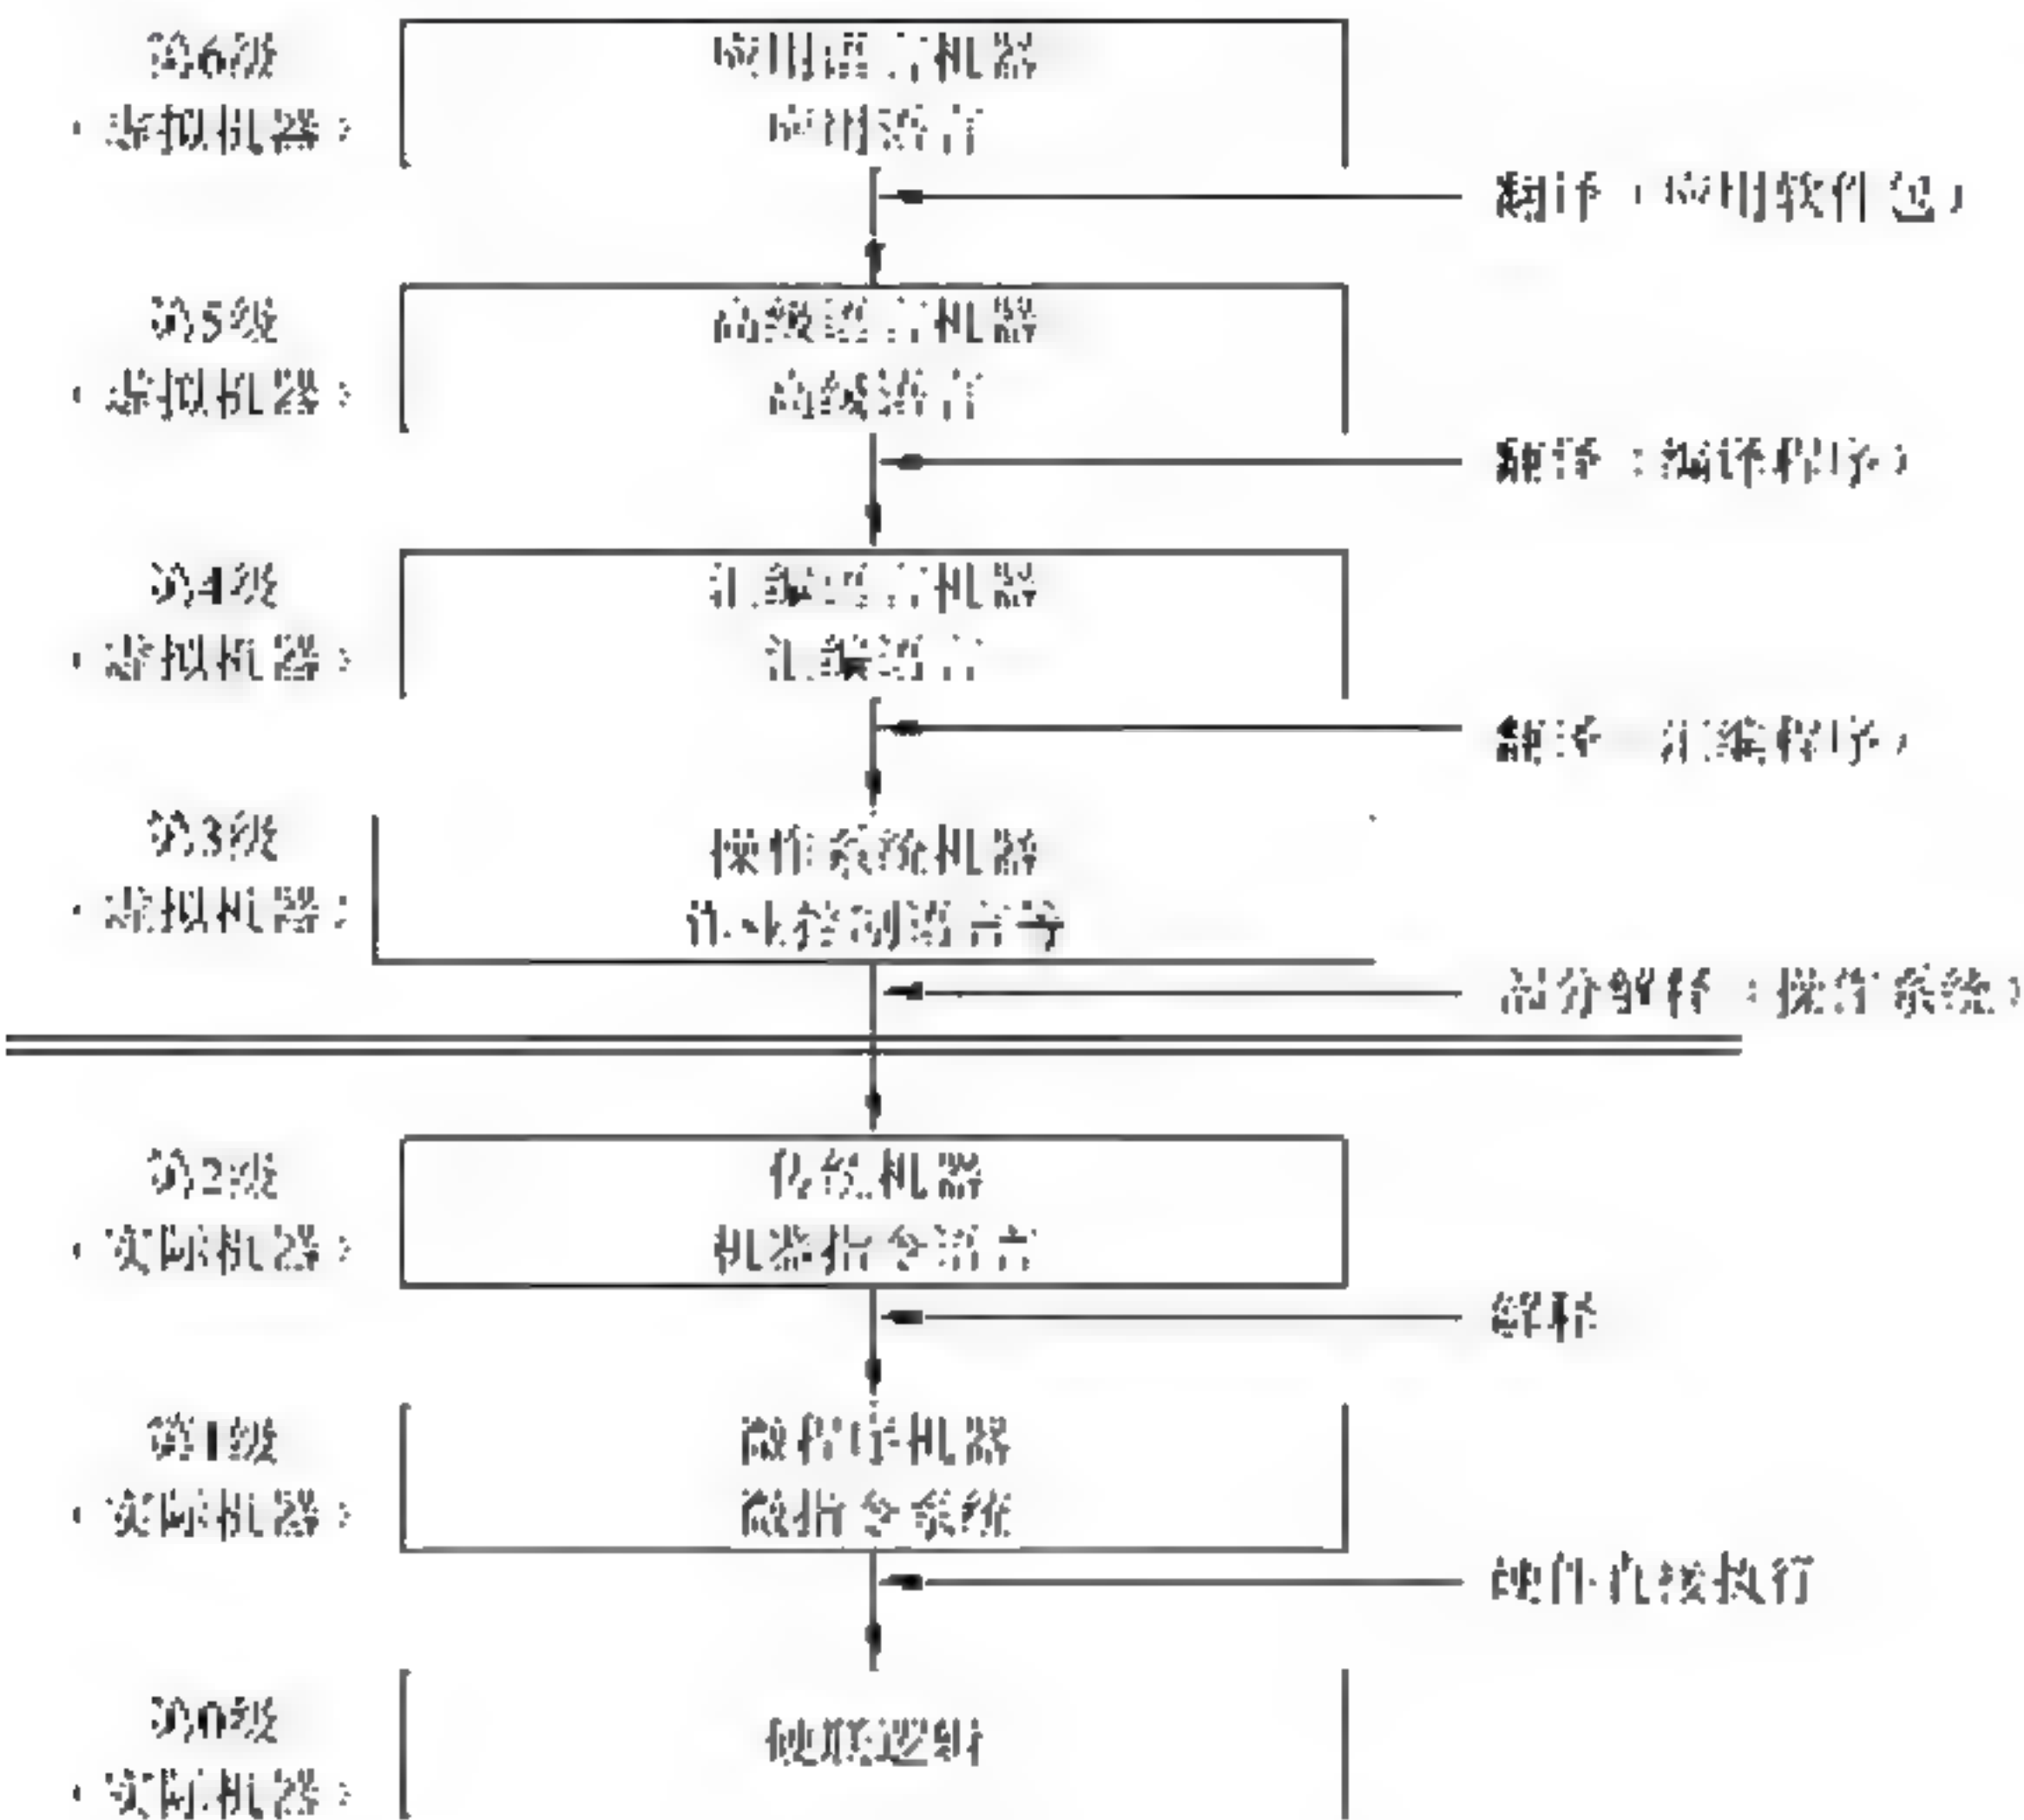 第6级
(虚拟机器)
应用语言机器
应用语言
翻译(应用软件包)
第5级
(虚拟机器)
高级语言机器
高级语言
翻译(编译程序)
第4级
(虚拟机器)
汇编语言机器
汇编语言
翻译(汇编程序)
第3级
(虚拟机器)
操作系统机器
作业控制语言等
部分解释(操作系统)
第2级
(实际机器)
传统机器
机器指令语言
解释
第1级
(实际机器)
微程序机器
微指令系统
硬件直接执行
第0级
(实际机器)
硬联逻辑